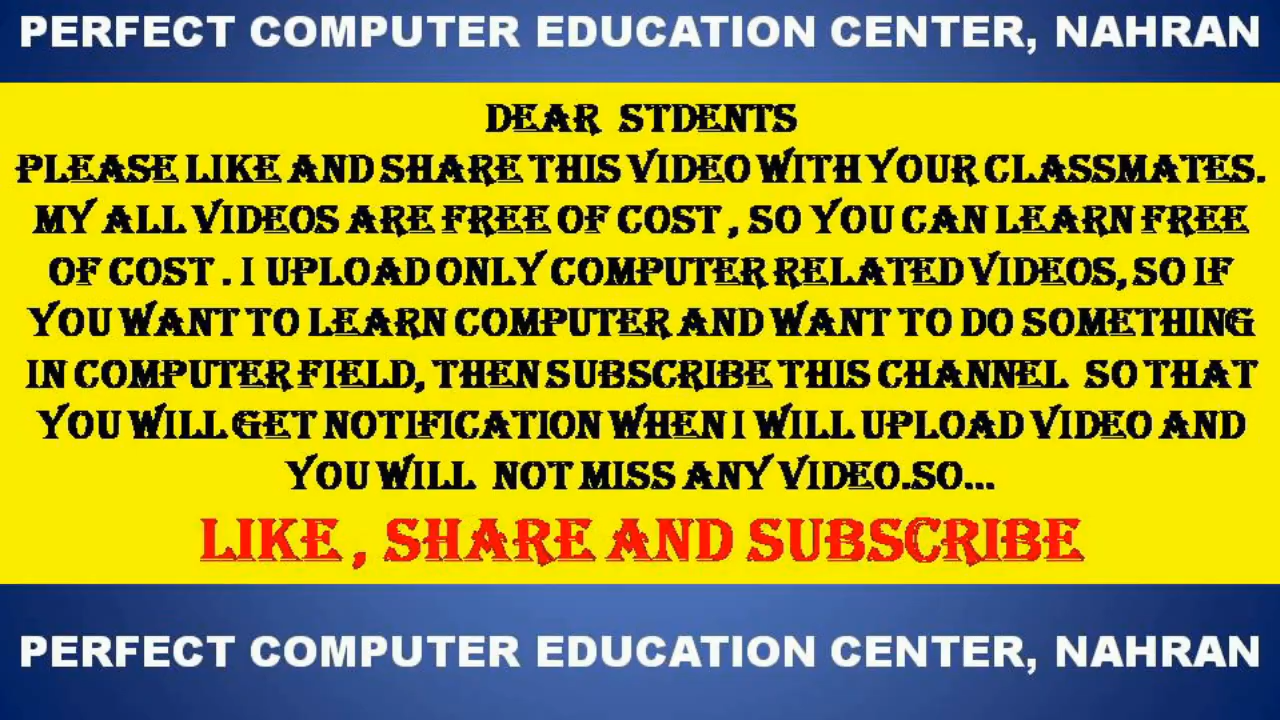 PERFECT COMPUTER EDUCATION CENTER, NAHRAN
DEAR STDENTS
PLEASE LIKE AND SHARE THIS VIDEO WITH YOUR CLASSMATES.
MY ALL VIDEOS ARE FREE OF COST , SO YOU CAN LEARN FREE
OF COST . I UPLOAD ONLY COMPUTER RELATED VIDEOS, SO IF
YOU WANT TO LEARN COMPUTER AND WANT TO DO SOMETHING
IN COMPUTER FIELD, THEN SUBSCRIBE THIS CHANNEL SO THAT
YOU WILL GET NOTIFICATION WHEN I WILL UPLOAD VIDEO AND
YOU WILL NOT MISS ANY VIDEO.SO...
LIKE , SHARE AND SUBSCRIBE
PERFECT COMPUTER EDUCATION CENTER, NAHRAN